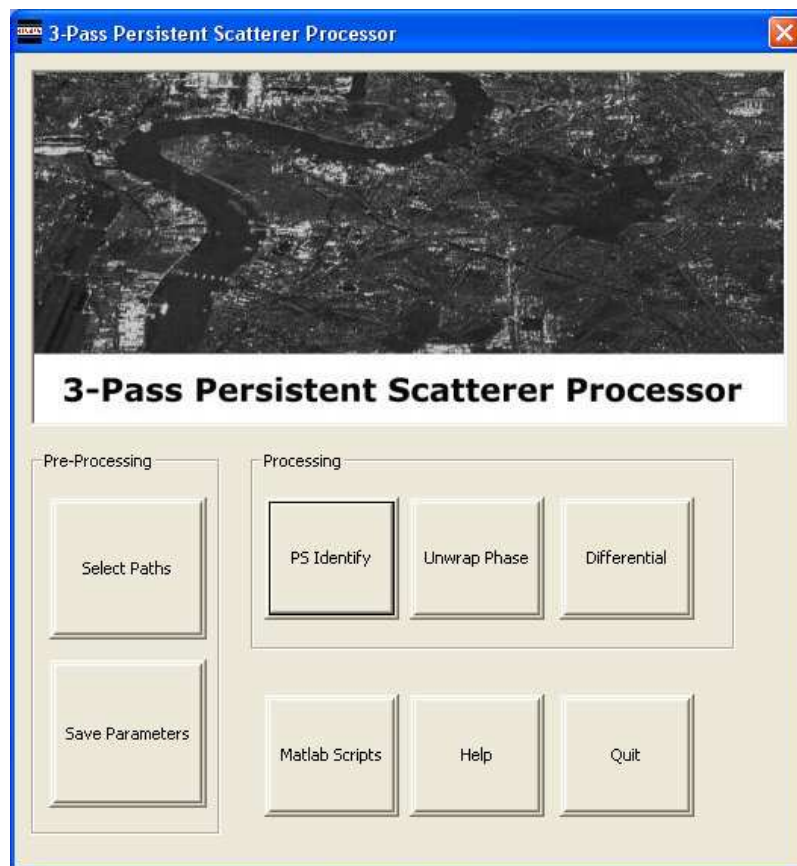 3-Pass Persistent Scatterer Processor
3-Pass Persistent Scatterer Processor
Pre-Processing
Select Paths
Save Parameters
Processing
PS Identify
Unwrap Phase
Differential
Matlab Scripts
Help
Quit